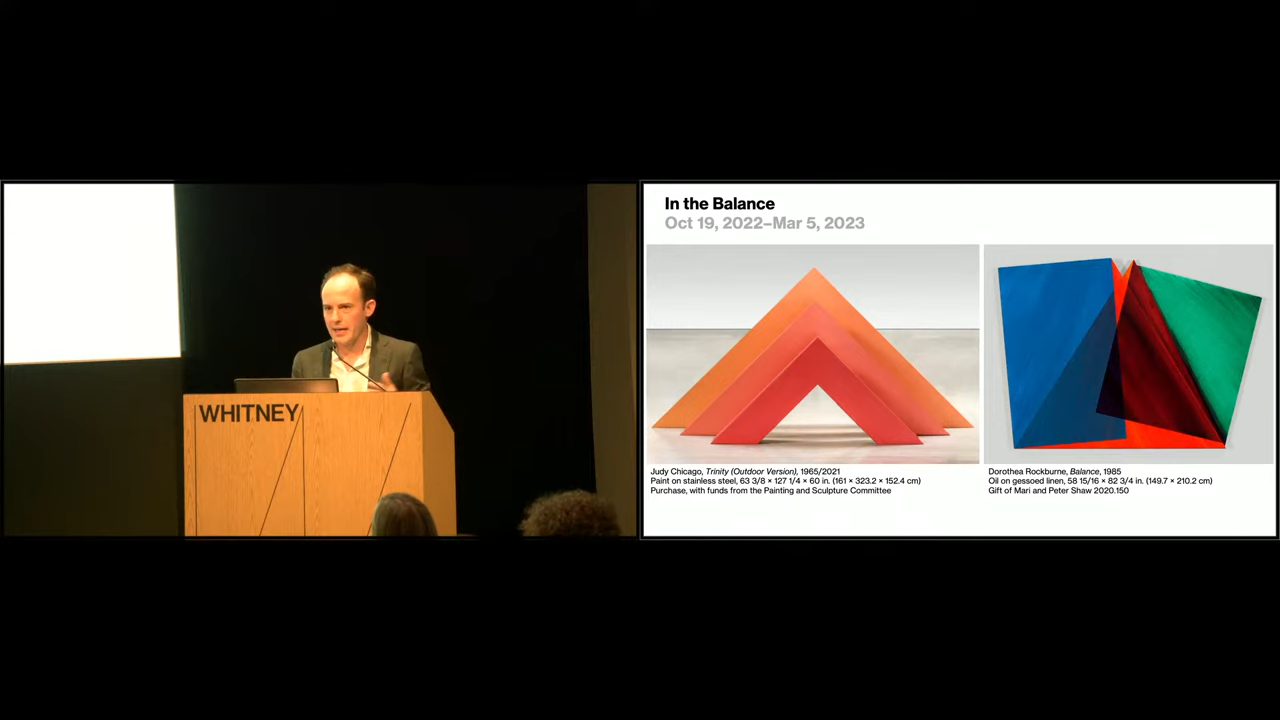 WHITNEY
In the Balance
Oct 19, 2022–Mar 5, 2023
Judy Chicago, Trinity (Outdoor Version), 1965/2021
Paint on stainless steel, 63 3/8 × 127 1/4 × 60 in. (161 × 323.2 × 152.4 cm)
Purchase, with funds from the Painting and Sculpture Committee
Dorothea Rockburne, Balance, 1985
Oil on gessoed linen, 58 15/16 × 82 3/4 in. (149.7 × 210.2 cm)
Gift of Mari and Peter Shaw 2020.150